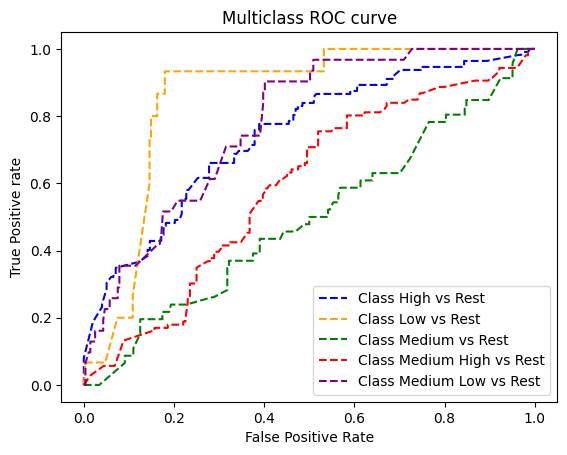 Multiclass ROC curve
True Positive rate
1.0
0.8
0.6
0.4
0.2
0.0
Class High vs Rest
Class Low vs Rest
Class Medium vs Rest
Class Medium High vs Rest
Class Medium Low vs Rest
0.0 0.2 0.4 0.6 0.8 1.0
False Positive Rate